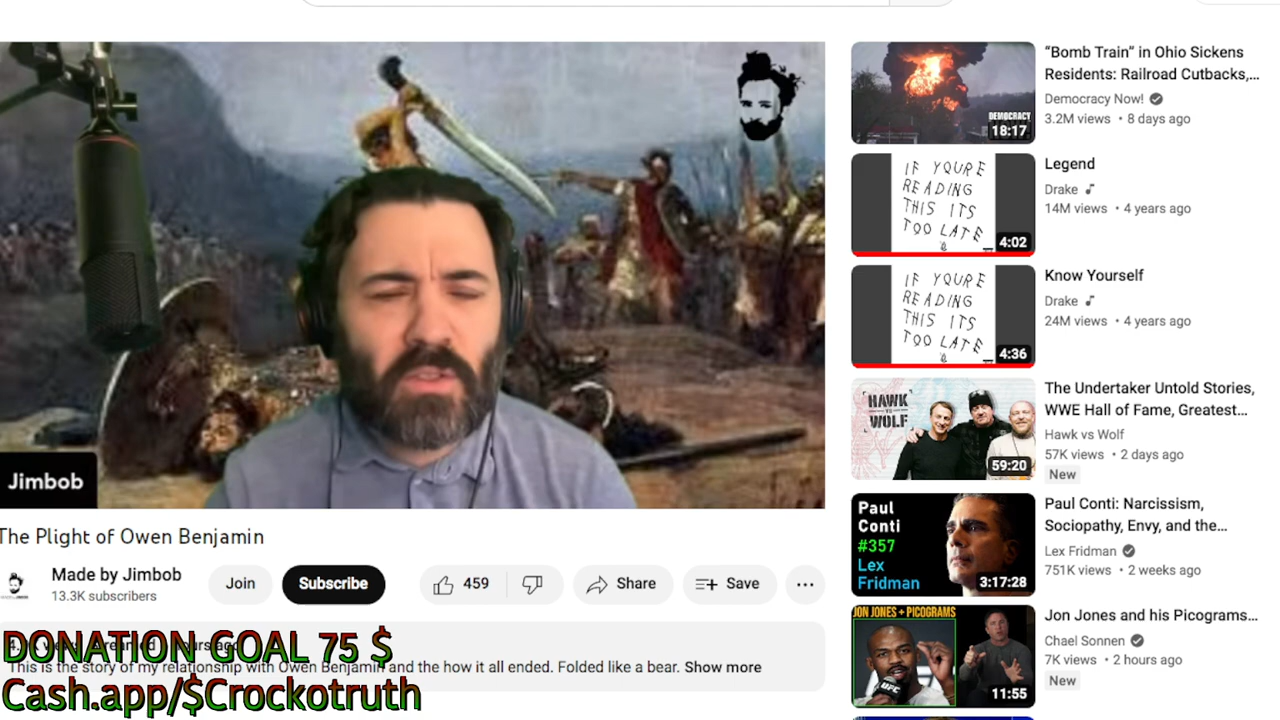 Jimbob
The Plight of Owen Benjamin
Made by Jimbob
13.3K subscribers
Join
Subscribe
459
Share
Save
This is the story of my relationship with Owen Benjamin and the how it all ended. Folded like a bear. Show more
DONATION GOAL 75 $
Cash.app/$Crockotruth
DEMOCRACY
18:17
“Bomb Train” in Ohio Sickens
Residents: Railroad Cutbacks,...
Democracy Now!
3.2M views • 8 days ago
IF YOURE
READING
THIS ITS
TOO LATE
4:02
Legend
Drake
14M views • 4 years ago
IF YOURE
READING
THIS ITS
TOO LATE
4:36
Know Yourself
Drake
24M views • 4 years ago
HAWK
VS
WOLF
59:20
The Undertaker Untold Stories,
WWE Hall of Fame, Greatest...
Hawk vs Wolf
57K views • 2 days ago
New
Paul
Conti
#357
Lex
Fridman
3:17:28
Paul Conti: Narcissism,
Sociopathy, Envy, and the...
Lex Fridman
751K views • 2 weeks ago
JON JONES + PICOGRAMS
UFC
11:55
Jon Jones and his Picograms...
Chael Sonnen
7K views • 2 hours ago
New